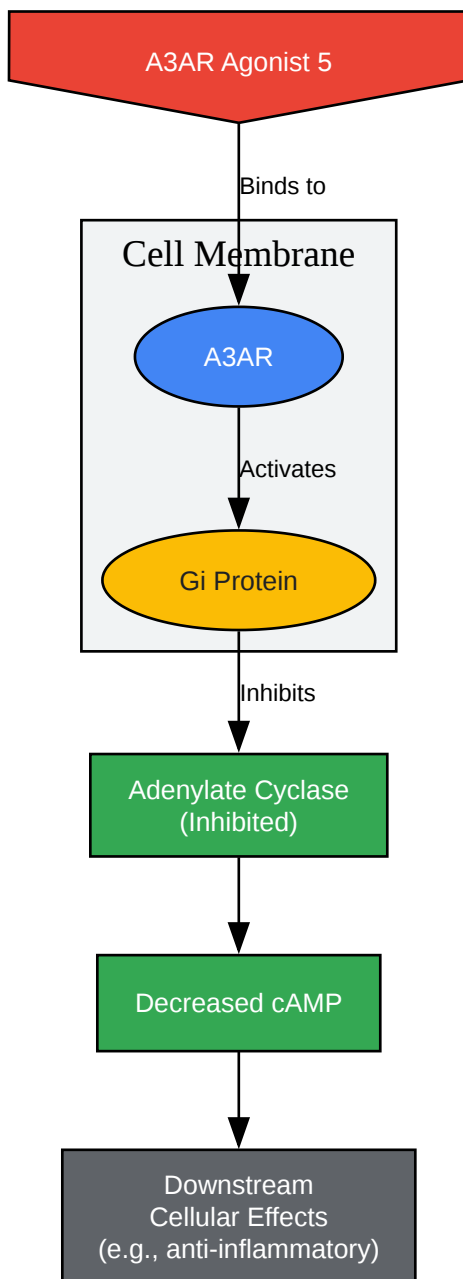 A3AR Agonist 5
Binds to
Cell Membrane
A3AR
Activates
Gi Protein
Inhibits
Adenylate Cyclase
(Inhibited)
Decreased cAMP
Downstream
Cellular Effects
(e.g., anti-inflammatory)